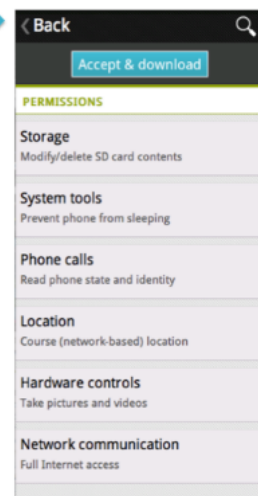 Back
Accept & download
PERMISSIONS
Storage
Modify/delete SD card contents
System tools
Prevent phone from sleeping
Phone calls
Read phone state and identity
Location
Course (network-based) location
Hardware controls
Take pictures and videos
Network communication
Full Internet access